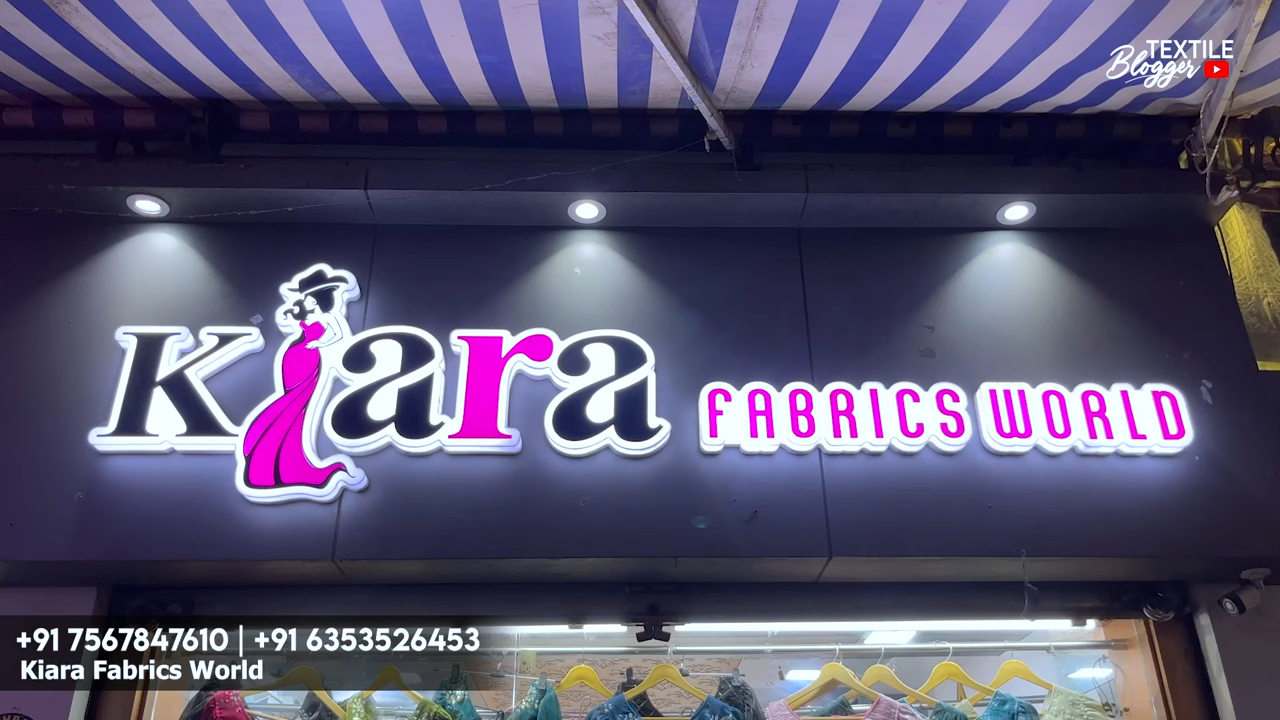 TEXTILE
Blogger
Kiara FABRICS WORLD
+91 7567847610 | +91 6353526453
Kiara Fabrics World